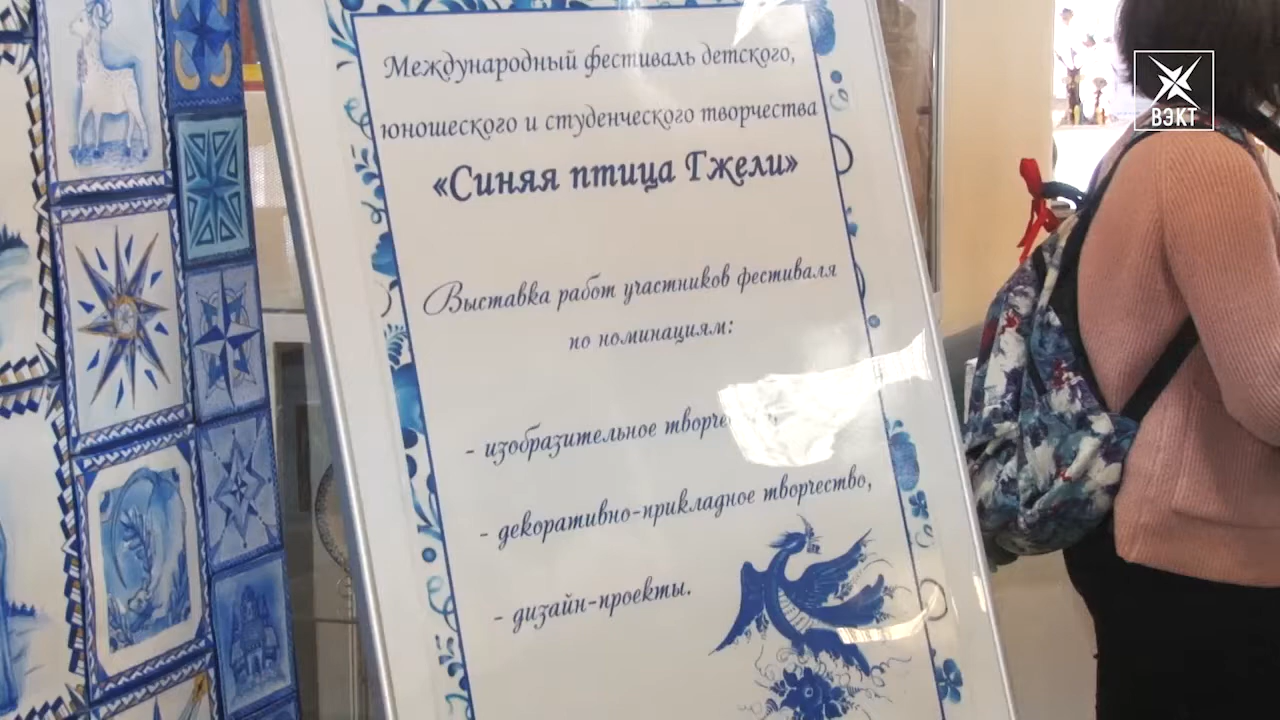 Международный фестиваль детского,
юношеского и студенческого творчества
«Синяя птица Гжели»
Выставка работ участников фестиваля
по номинациям:
- изобразительное
- декоративно-прикладное творчество,
- дизайн-проекты.
ВЭКТ